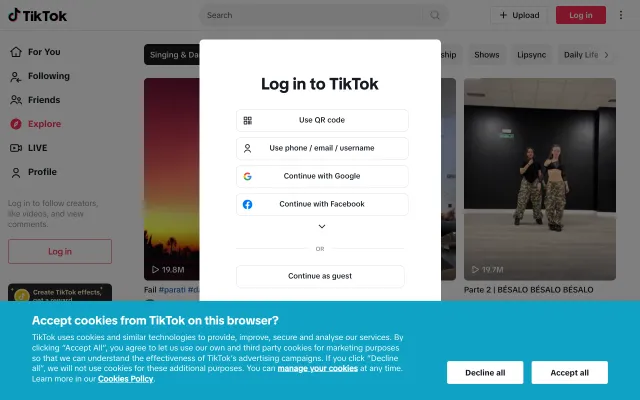 TikTok
Search
Upload
Log in
For You
Following
Friends
Explore
LIVE
Profile
Log in to follow creators,
like videos, and view
comments.
Log in
Create TikTok effects,
get a reward
Singing & Da
ship
Shows
Lipsync
Daily Life
19.8M
Fail #parati #da
19.7M
Parte 2 | BÉSALO BÉSALO BÉSALO
Log in to TikTok
Use QR code
Use phone / email / username
Continue with Google
Continue with Facebook
OR
Continue as guest
Accept cookies from TikTok on this browser?
TikTok uses cookies and similar technologies to provide, improve, secure and analyse our services. By
clicking "Accept All", you agree to let us use our own and third party cookies for marketing purposes
so that we can understand the effectiveness of TikTok's advertising campaigns. If you click "Decline
all", we will not use cookies for these additional purposes. You can manage your cookies at any time.
Learn more in our Cookies Policy.
Decline all
Accept all